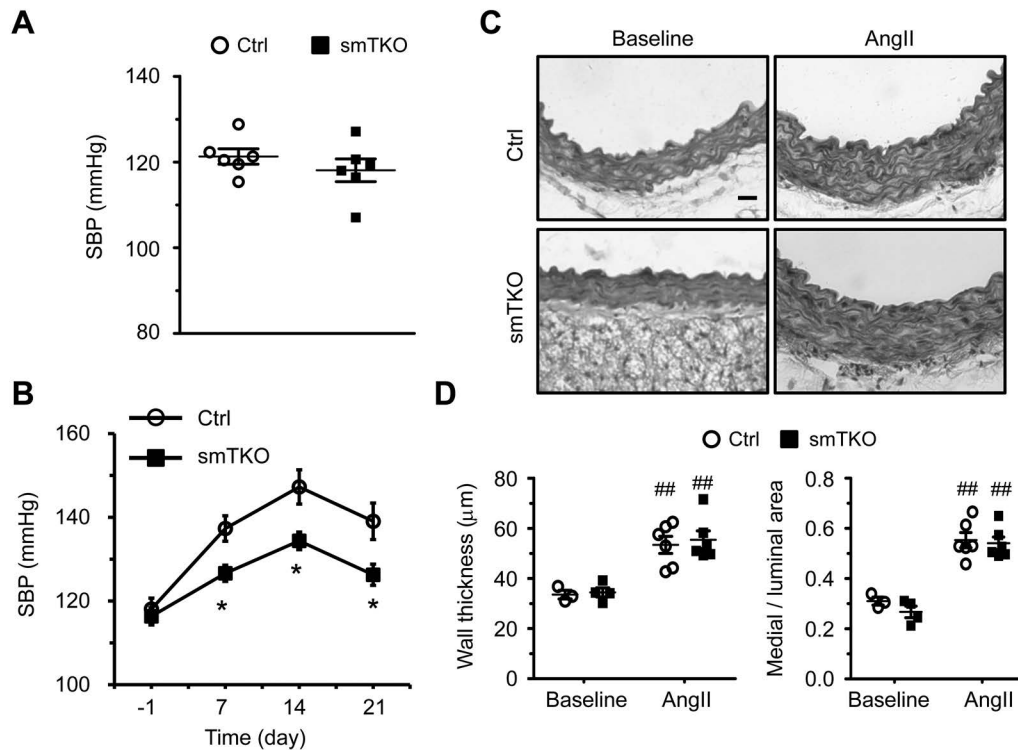 A
Ctrl smTKO
SBP (mmHg)
140
120
100
80
B
Ctrl
smTKO
SBP (mmHg)
160
140
120
100
*
*
*
-1 7 14 21
Time (day)
C
Baseline AngII
Ctrl
smTKO
D
Ctrl smTKO
Wall thickness (μm)
80
60
40
20
0
## ##
Baseline AngII
Medial / luminal area
0.8
0.6
0.4
0.2
0.0
## ##
Baseline AngII